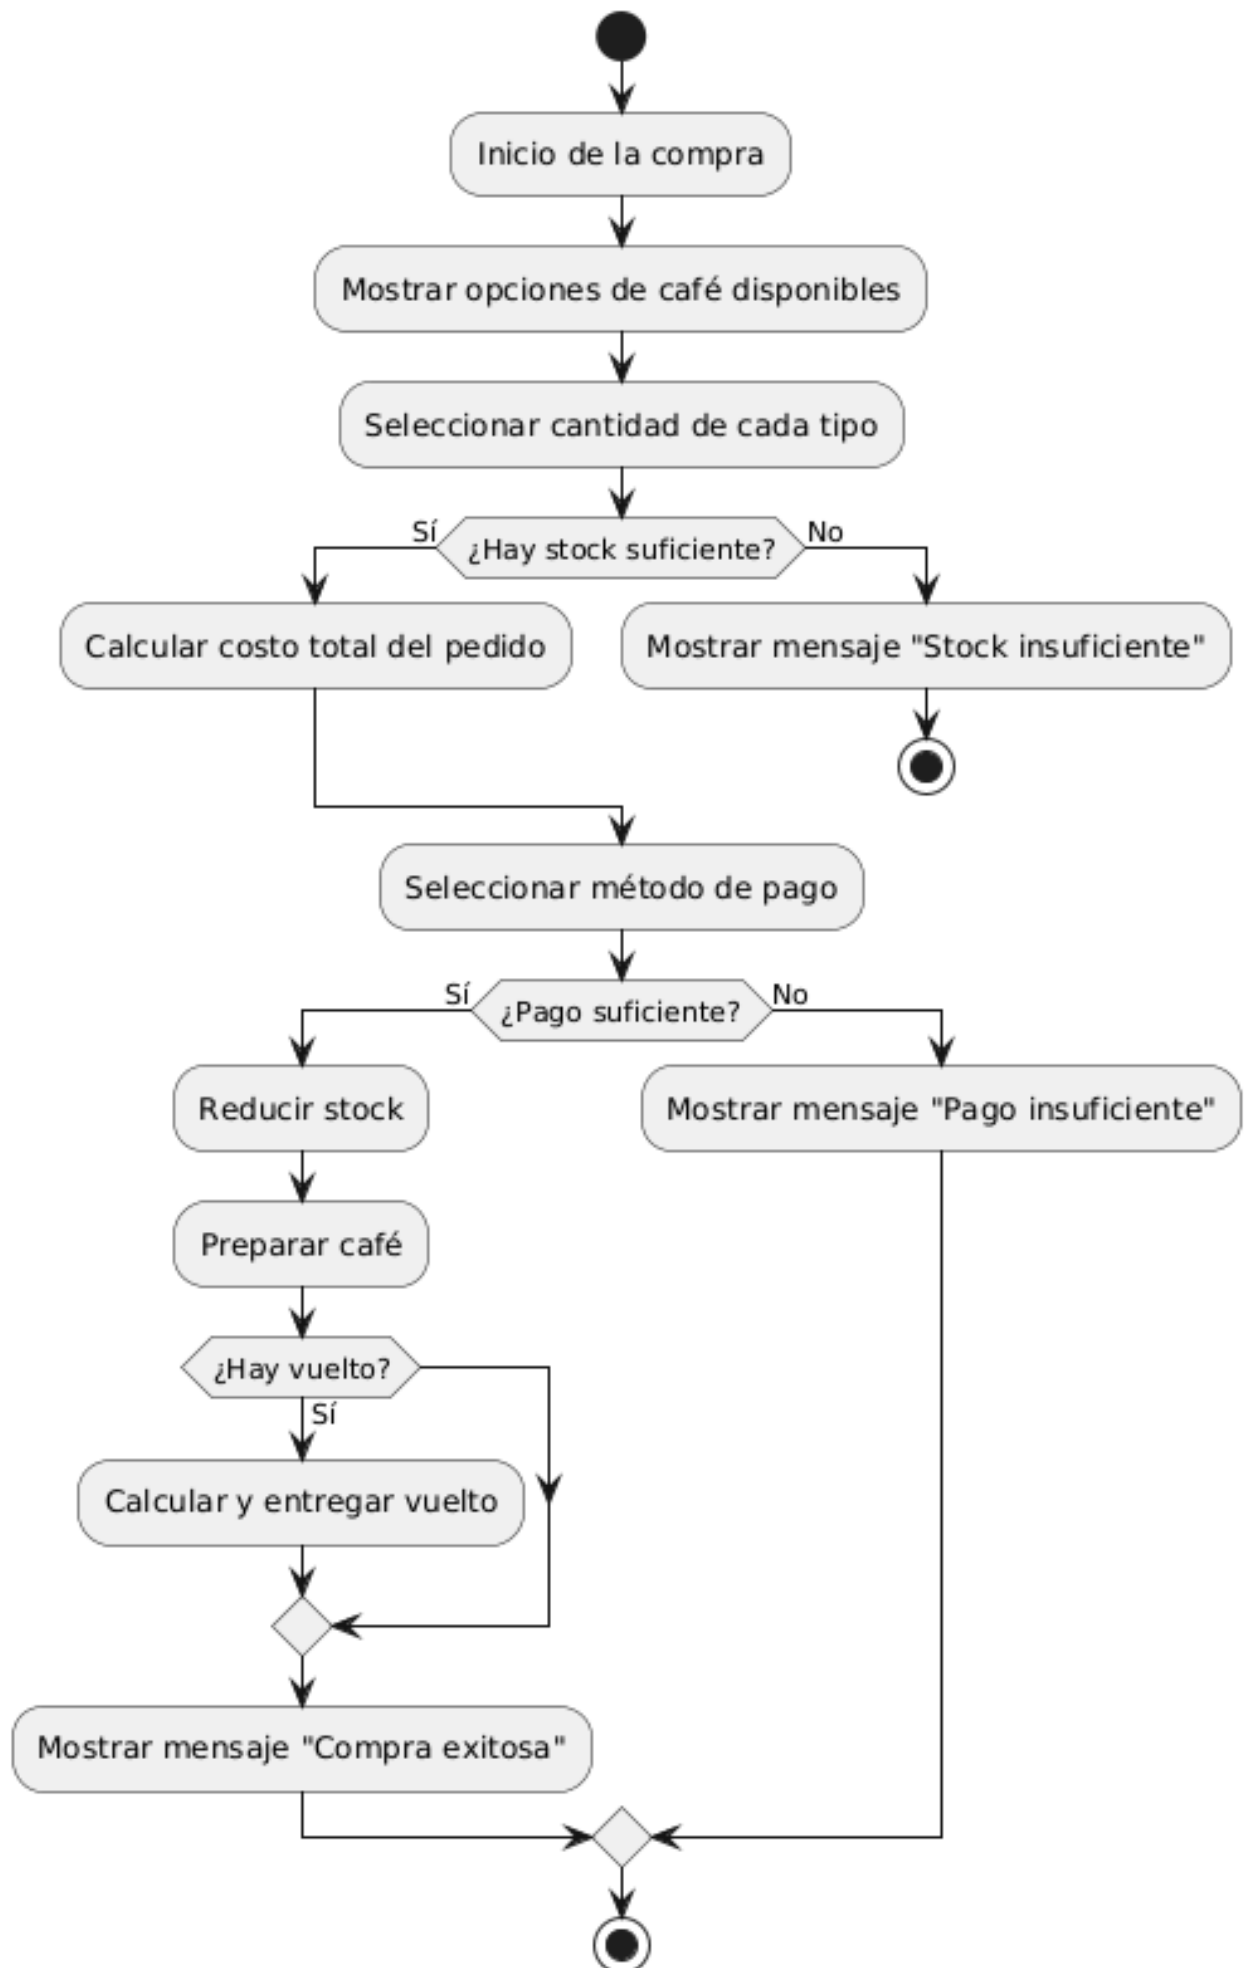 Inicio de la compra
Mostrar opciones de café disponibles
Seleccionar cantidad de cada tipo
Sí
¿Hay stock suficiente?
No
Calcular costo total del pedido
Mostrar mensaje "Stock insuficiente"
Seleccionar método de pago
Sí
¿Pago suficiente?
No
Reducir stock
Mostrar mensaje "Pago insuficiente"
Preparar café
¿Hay vuelto?
Sí
Calcular y entregar vuelto
Mostrar mensaje "Compra exitosa"